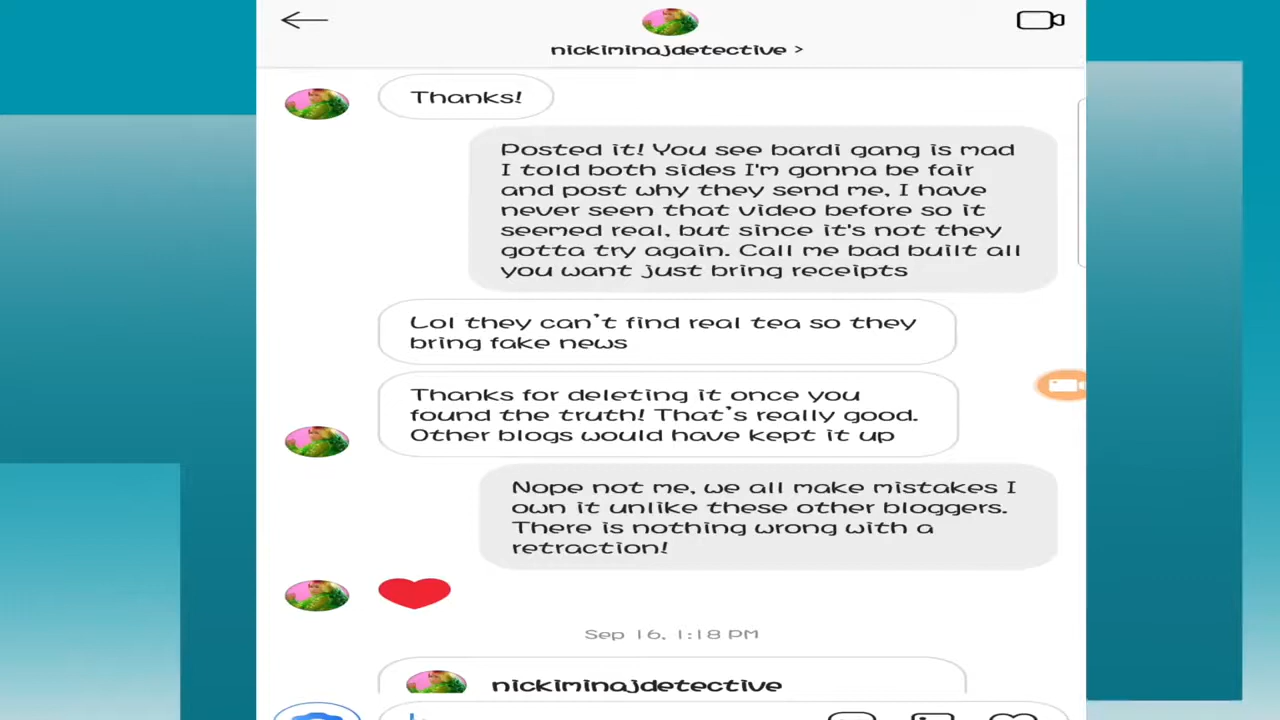 nickiminajdetective >
Thanks!
Posted it! You see bardi gang is mad
I told both sides I'm gonna be fair
and post why they send me, I have
never seen that video before so it
seemed real, but since it's not they
gotta try again. Call me bad built all
you want just bring receipts
Lol they can't find real tea so they
bring fake news
Thanks for deleting it once you
found the truth! That's really good.
Other blogs would have kept it up
Nope not me, we all make mistakes I
own it unlike these other bloggers.
There is nothing wrong with a
retraction!
Sep 16, 1:18 PM
nickiminajdetective